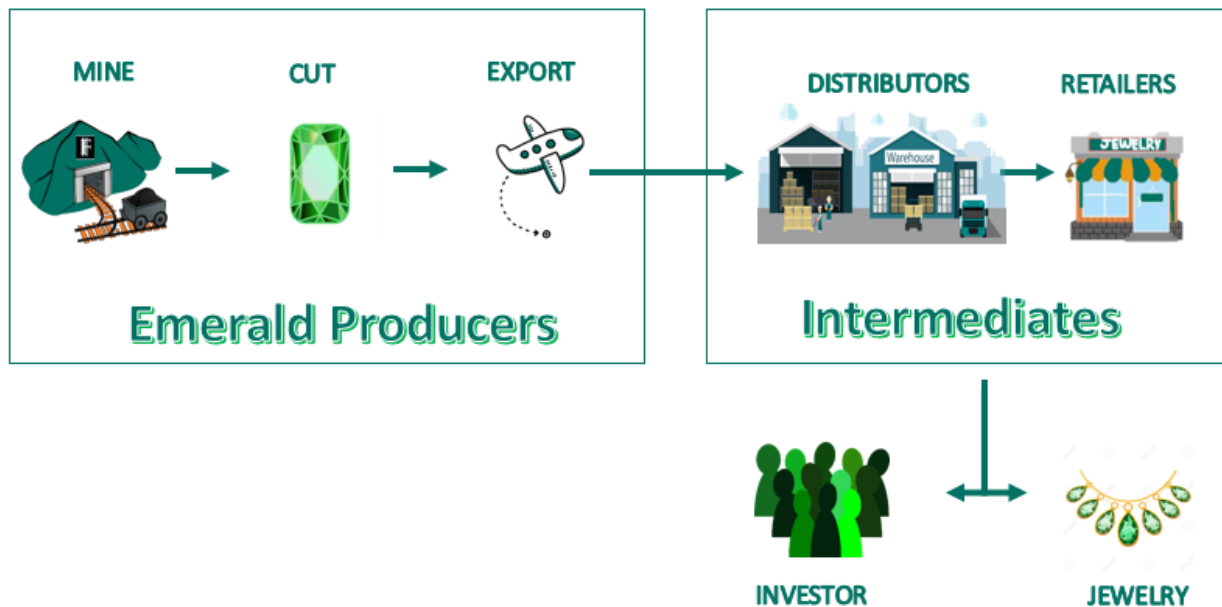 MINE
CUT
EXPORT
F
Emerald Producers
DISTRIBUTORS
RETAILERS
Warehouse
JEWELRY
Intermediates
INVESTOR
JEWELRY